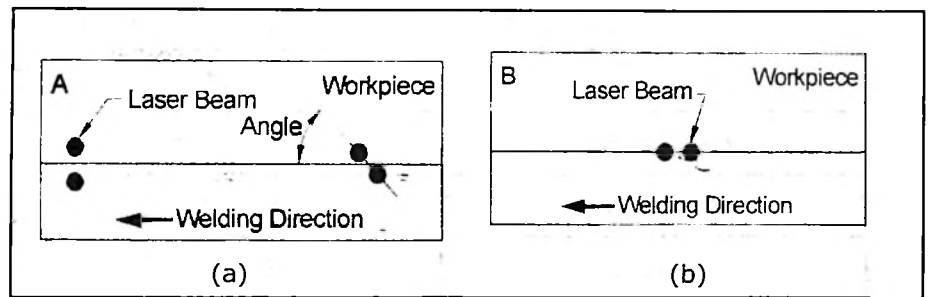 A
Workpiece
Laser Beam
Angle
Welding Direction
(a)
B
Workpiece
Laser Beam
Welding Direction
(b)